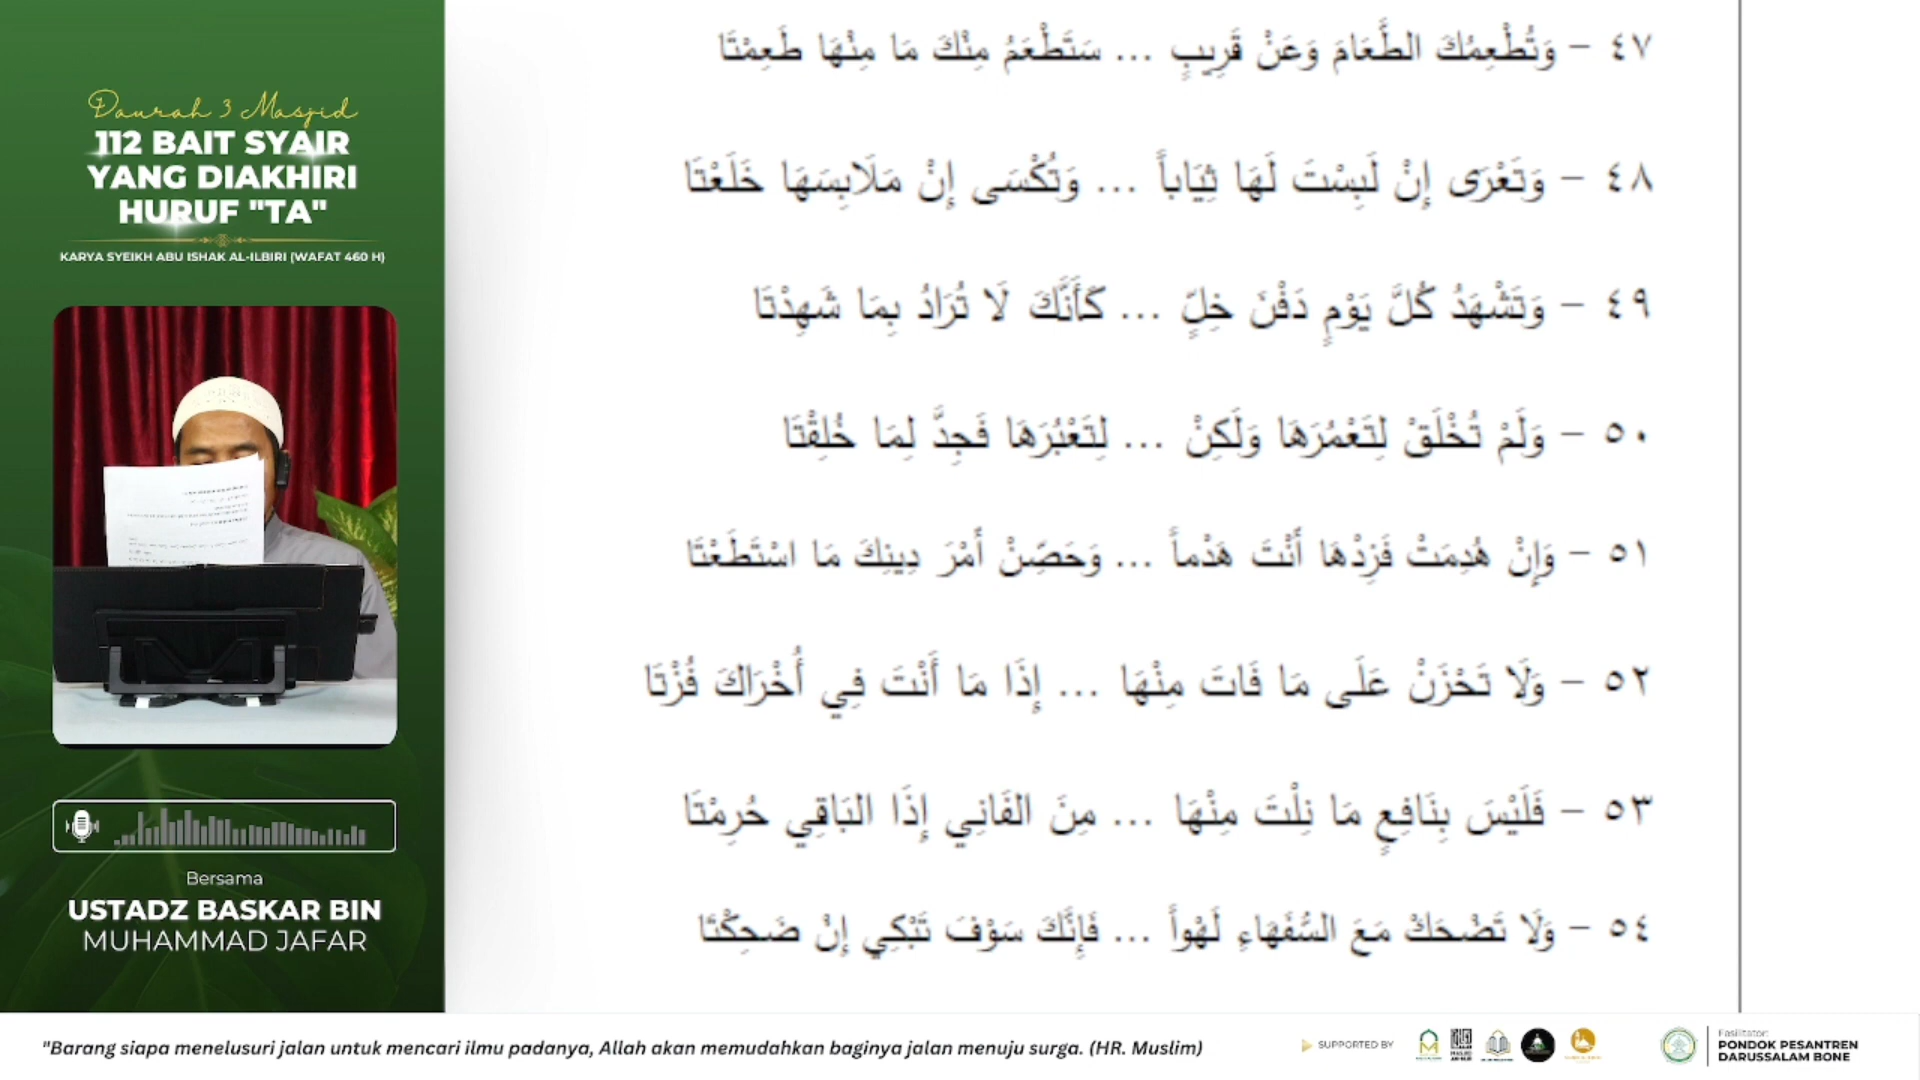 Daurah 3 Masjid
112 BAIT SYAIR
YANG DIAKHIRI
HURUF "TA"
KARYA SYEIKH ABU ISHAK AL-ILBIRI (WAFAT 460 H)
Bersama
USTADZ BASKAR BIN
MUHAMMAD JAFAR
٤٧ – وَتُطْعِمُكَ الطَّعَامَ وَعَنْ قَرِيبٍ ... سَتَطْعَمُ مِنْكَ مَا مِنْهَا طَعِمْتَا
٤٨ – وَتَعْرَى إِنْ لَبِسْتَ لَهَا ثِيَاباً ... وَتُكْسَى إِنْ مَلَابِسَهَا خَلَعْتَا
٤٩ – وَتَشْهَدُ كُلَّ يَوْمٍ دَفْنَ خِلٍّ ... كَأَنَّكَ لَا تُرَادُ بِمَا شَهِدْتَا
٥٠ – وَلَمْ تُخْلَقْ لِتَعْمُرَهَا وَلَكِنْ ... لِتَعْبُرَهَا فَجِدَّ لِمَا خُلِقْتَا
٥١ – وَإِنْ هُدِمَتْ فَزِدْهَا أَنْتَ هَدْماً ... وَحَصِّنْ أَمْرَ دِينِكَ مَا اسْتَطَعْتَا
٥٢ – وَلَا تَحْزَنْ عَلَى مَا فَاتَ مِنْهَا ... إِذَا مَا أَنْتَ فِي أُخْرَاكَ فُزْتَا
٥٣ – فَلَيْسَ بِنَافِعٍ مَا نِلْتَ مِنْهَا ... مِنَ الفَانِي إِذَا البَاقِي حُرِمْتَا
٥٤ – وَلَا تَضْحَكْ مَعَ السُّفَهَاءِ لَهْواً ... فَإِنَّكَ سَوْفَ تَبْكِي إِنْ ضَحِكْتَا
"Barang siapa menelusuri jalan untuk mencari ilmu padanya, Allah akan memudahkan baginya jalan menuju surga. (HR. Muslim)
SUPPORTED BY
Fasilitator:
PONDOK PESANTREN
DARUSSALAM BONE